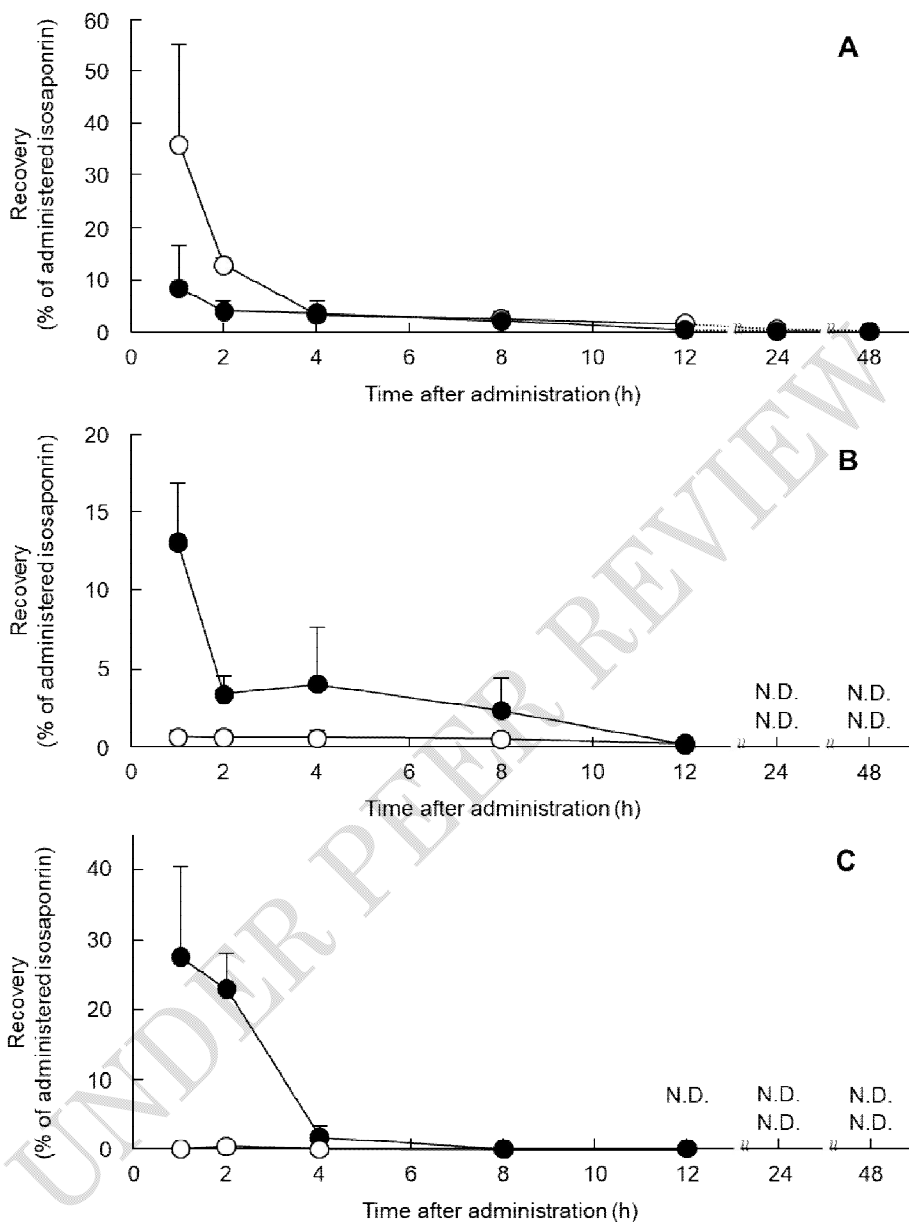 60
50
40
30
20
10
0
Recovery
(% of administered isosaponrin)
A
0 2 4 6 8 10 12 24 48
Time after administration (h)
20
15
10
5
0
Recovery
(% of administered isosaponrin)
B
N.D. N.D.
N.D. N.D.
0 2 4 6 8 10 12 24 48
Time after administration (h)
40
30
20
10
0
Recovery
(% of administered isosaponrin)
C
N.D. N.D. N.D.
N.D. N.D.
0 2 4 6 8 10 12 24 48
Time after administration (h)
UNDER PEER REVIEW